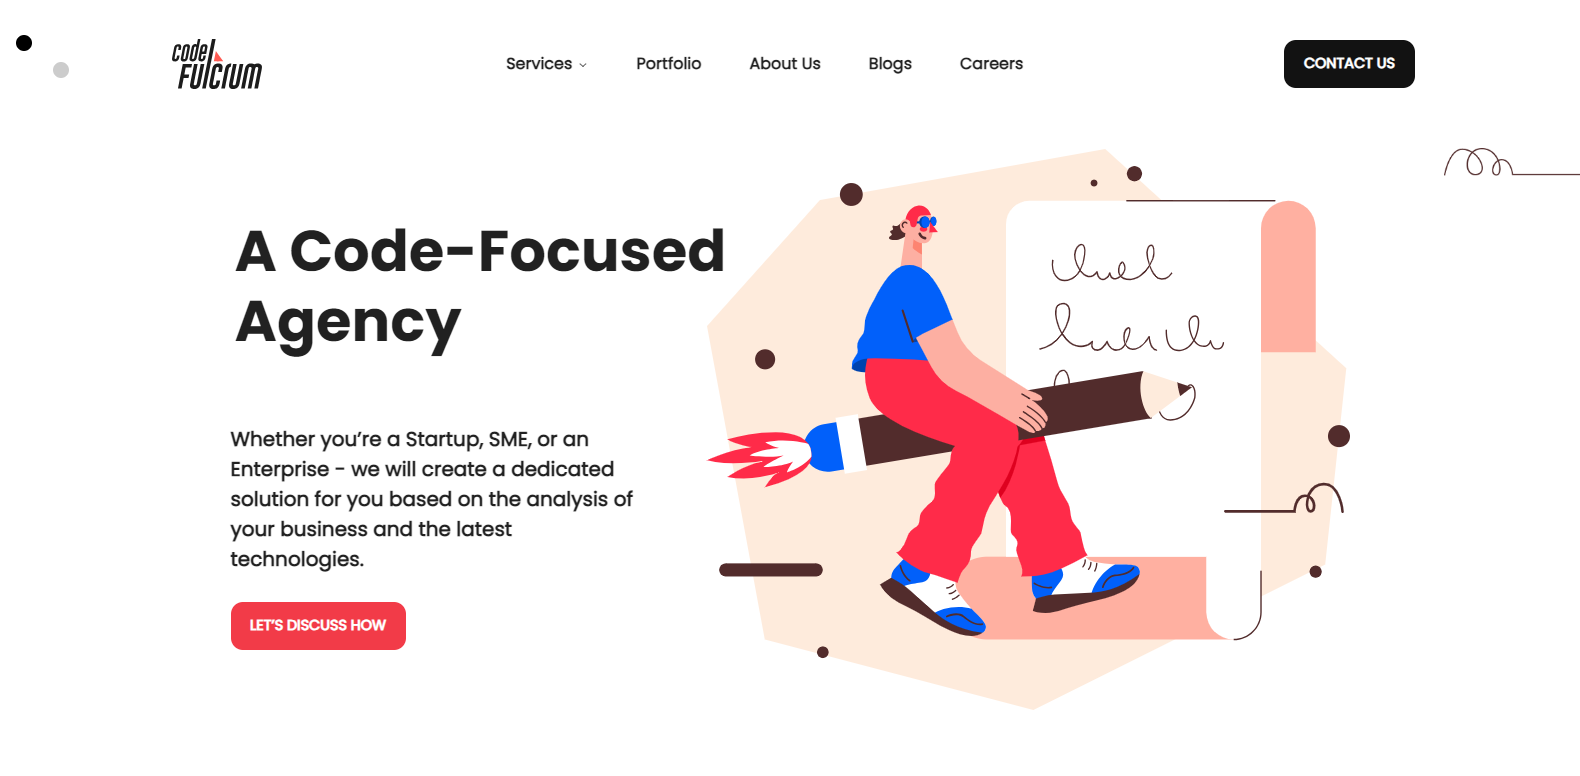 code
FULCRUM
Services
Portfolio
About Us
Blogs
Careers
CONTACT US
A Code-Focused
Agency
Whether you’re a Startup, SME, or an
Enterprise - we will create a dedicated
solution for you based on the analysis of
your business and the latest
technologies.
LET’S DISCUSS HOW